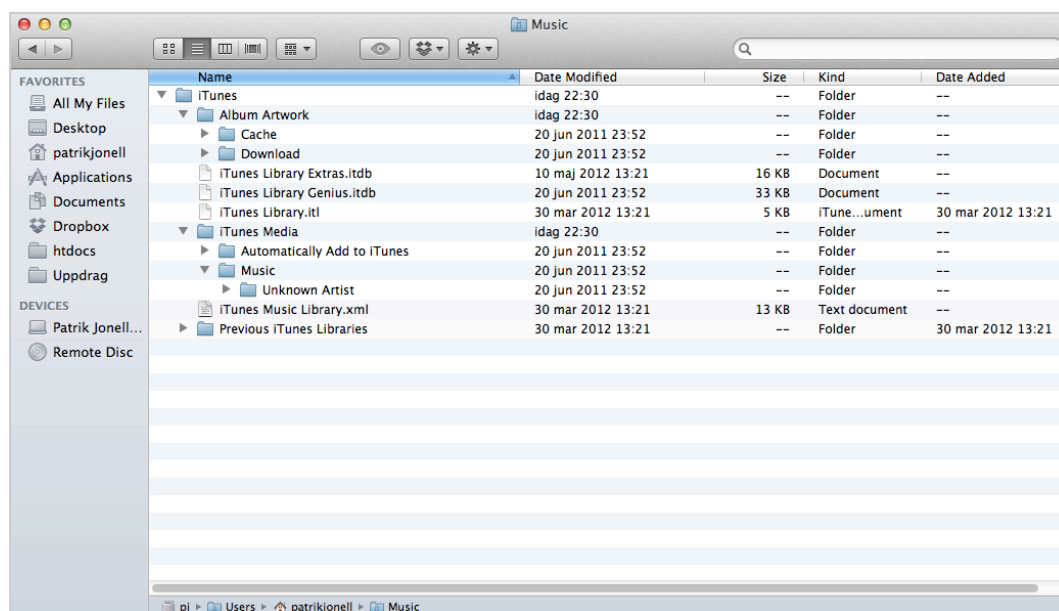 Music
FAVORITES
All My Files
Desktop
patrikjonell
Applications
Documents
Dropbox
htdocs
Uppdrag
DEVICES
Patrik Jonell...
Remote Disc
Name Date Modified Size Kind Date Added
iTunes idag 22:30 -- Folder --
Album Artwork idag 22:30 -- Folder --
Cache 20 jun 2011 23:52 -- Folder --
Download 20 jun 2011 23:52 -- Folder --
iTunes Library Extras.itdb 10 maj 2012 13:21 16 KB Document --
iTunes Library Genius.itdb 20 jun 2011 23:52 33 KB Document --
iTunes Library.itl 30 mar 2012 13:21 5 KB iTune...ument 30 mar 2012 13:21
iTunes Media idag 22:30 -- Folder --
Automatically Add to iTunes 20 jun 2011 23:52 -- Folder --
Music 20 jun 2011 23:52 -- Folder --
Unknown Artist 20 jun 2011 23:52 -- Folder --
iTunes Music Library.xml 30 mar 2012 13:21 13 KB Text document --
Previous iTunes Libraries 30 mar 2012 13:21 -- Folder 30 mar 2012 13:21
pj Users patrikjonell Music